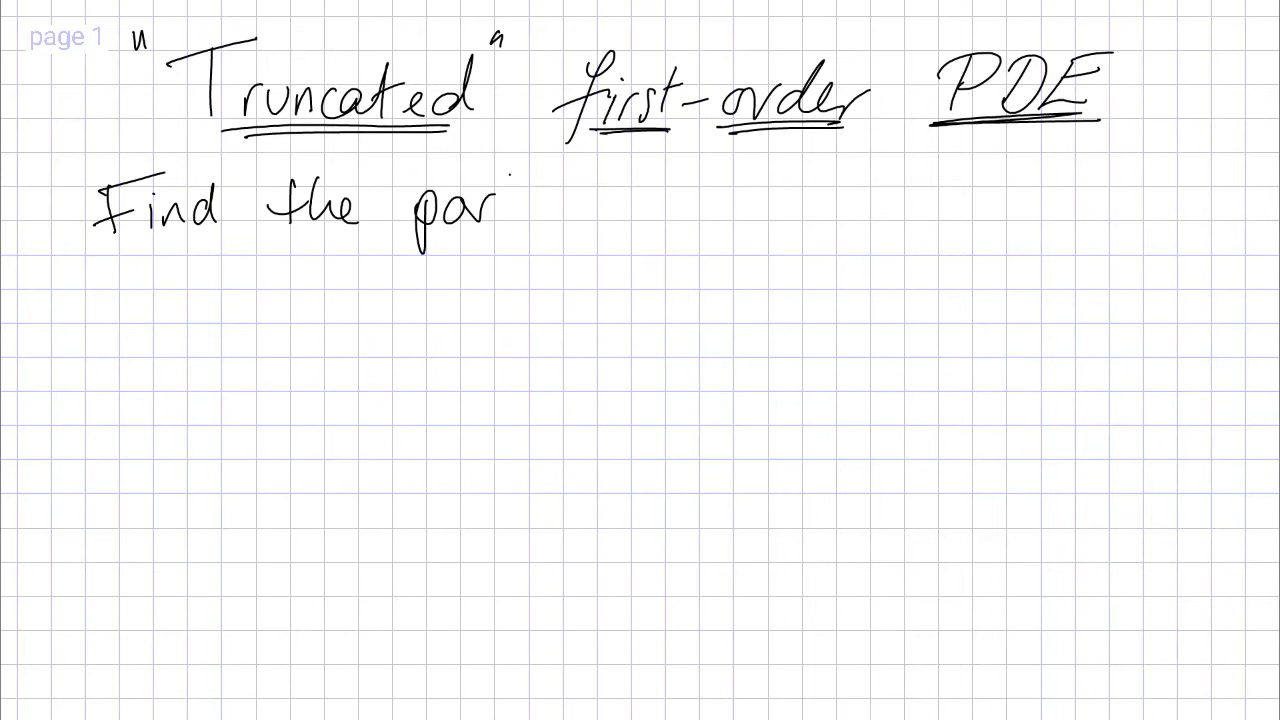 page 1
"Truncated" first-order PDE
Find the par